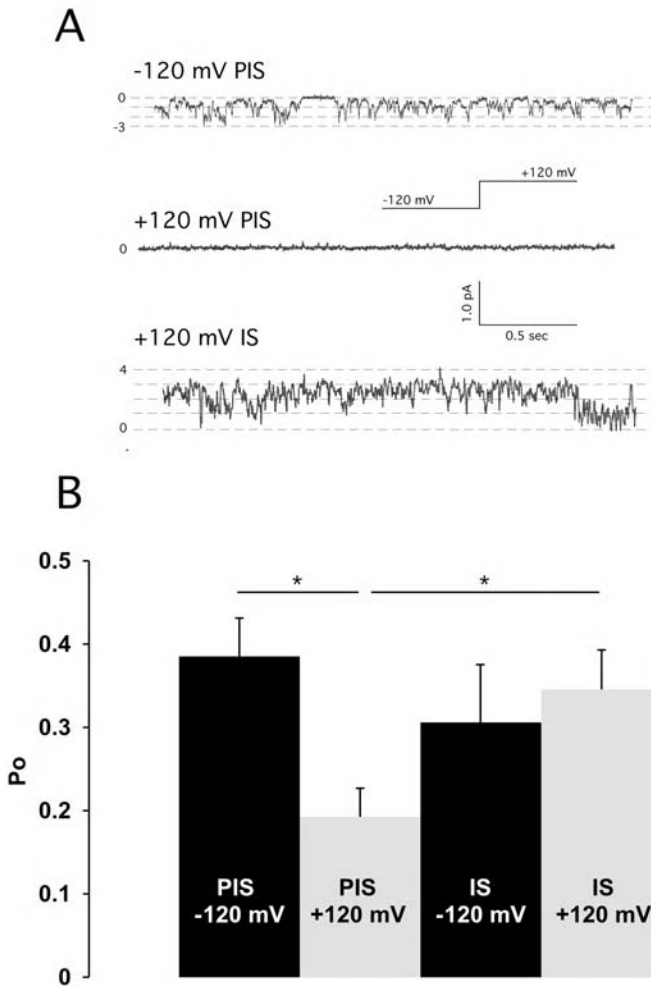 A
-120 mV PIS
0
-3
+120 mV
-120 mV
+120 mV PIS
0
1.0 pA
0.5 sec
+120 mV IS
4
0
B
0.5
0.4
0.3
0.2
0.1
0
Po
*
*
PIS
-120 mV
PIS
+120 mV
IS
-120 mV
IS
+120 mV